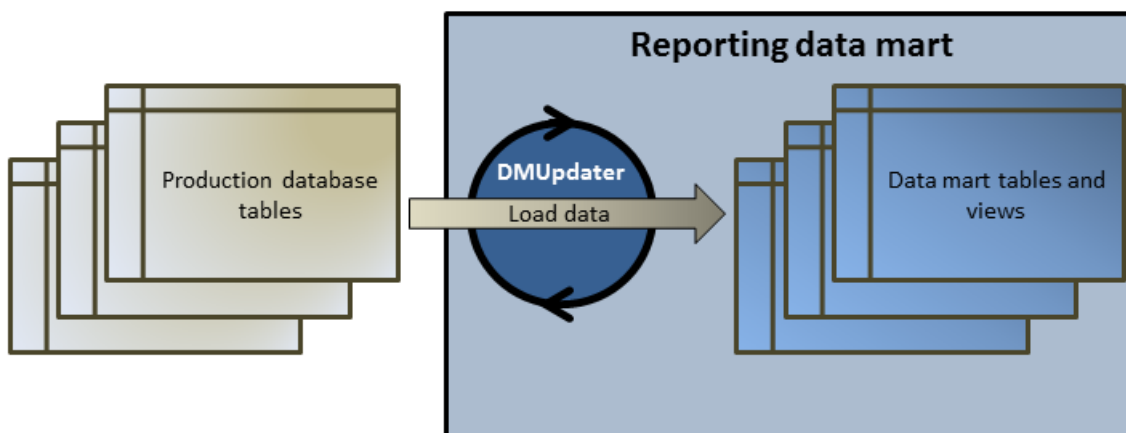 Reporting data mart
Production database
tables
DMUpdater
Load data
Data mart tables and
views